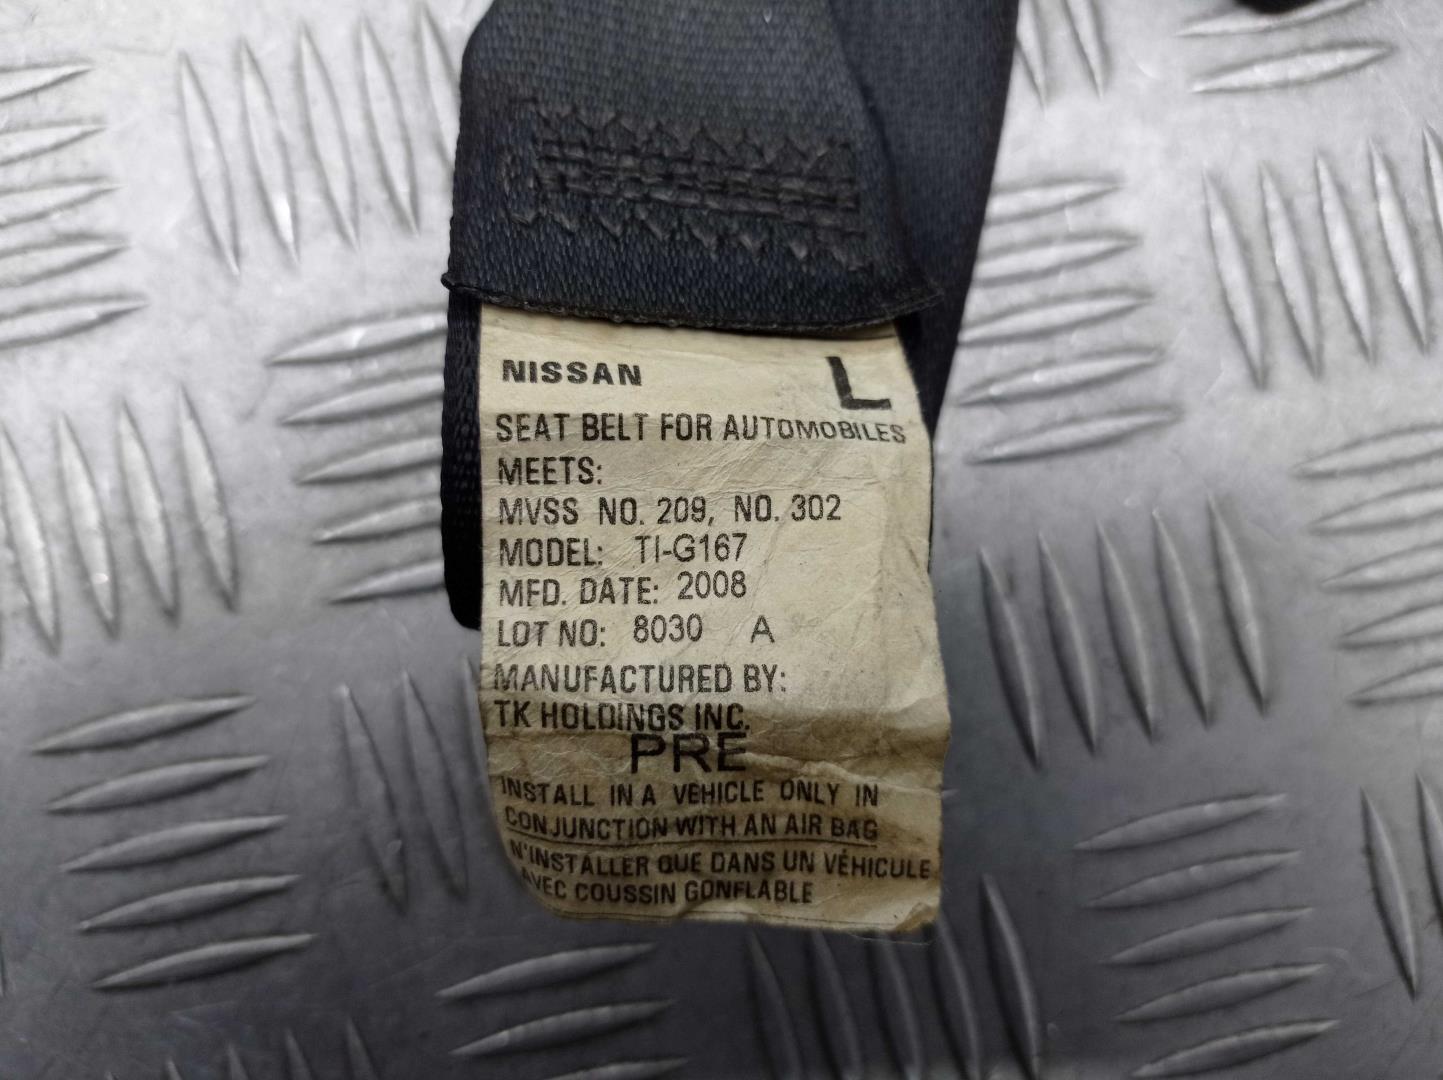 NISSAN L
SEAT BELT FOR AUTOMOBILES
MEETS:
MVSS NO. 209, NO. 302
MODEL: TI-G167
MFD. DATE: 2008
LOT NO: 8030 A
MANUFACTURED BY:
TK HOLDINGS INC.
PRE
INSTALL IN A VEHICLE ONLY IN
CONJUNCTION WITH AN AIR BAG
N'INSTALLER QUE DANS UN VÉHICULE
AVEC COUSSIN GONFLABLE